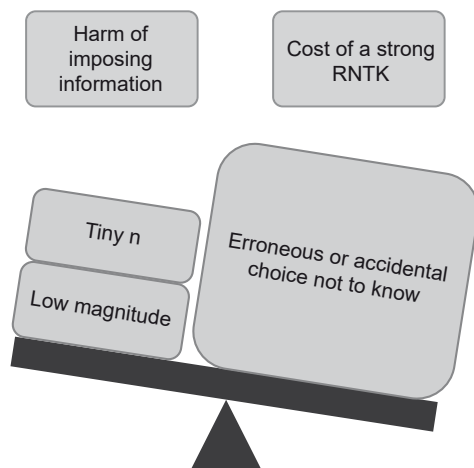 Harm of
imposing
information
Cost of a strong
RNTK
Tiny n
Low magnitude
Erroneous or accidental
choice not to know